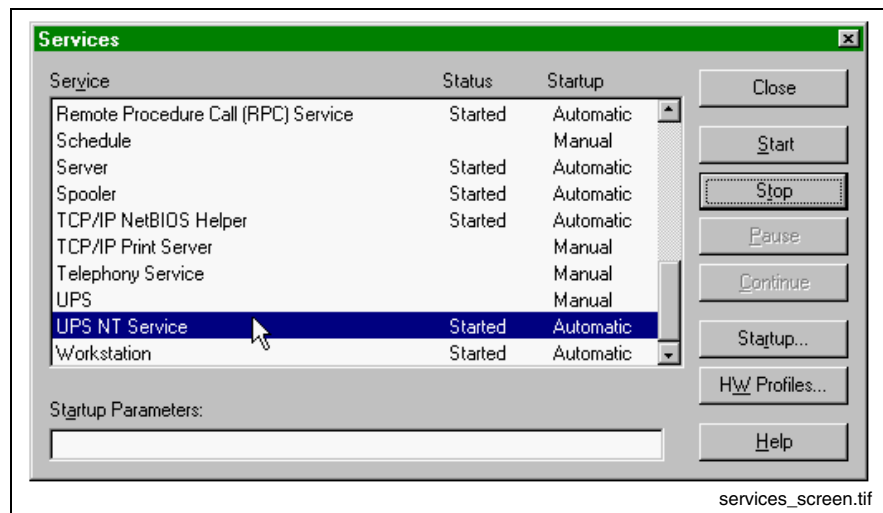 Services
Service Status Startup
Remote Procedure Call (RPC) Service Started Automatic
Schedule Manual
Server Started Automatic
Spooler Started Automatic
TCP/IP NetBIOS Helper Started Automatic
TCP/IP Print Server Manual
Telephony Service Manual
UPS Manual
UPS NT Service Started Automatic
Workstation Started Automatic
Startup Parameters:
Close
Start
Stop
Pause
Continue
Startup...
HW Profiles...
Help
services_screen.tif